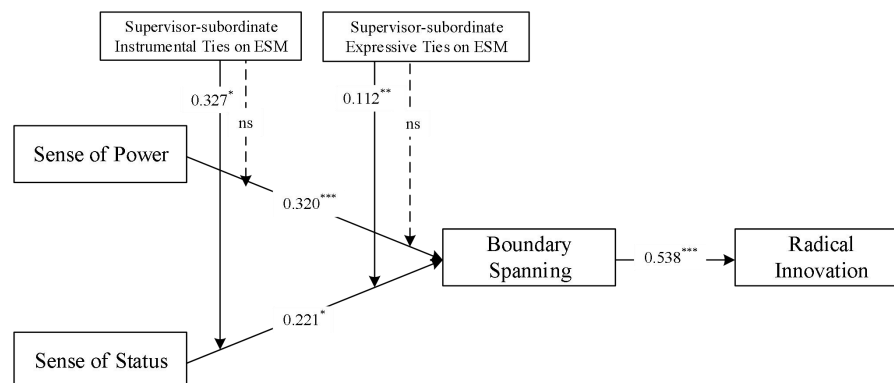 Supervisor-subordinate
Instrumental Ties on ESM
Supervisor-subordinate
Expressive Ties on ESM
0.327*
0.112**
ns
ns
Sense of Power
0.320***
Boundary
Spanning
0.538***
Radical
Innovation
0.221*
Sense of Status